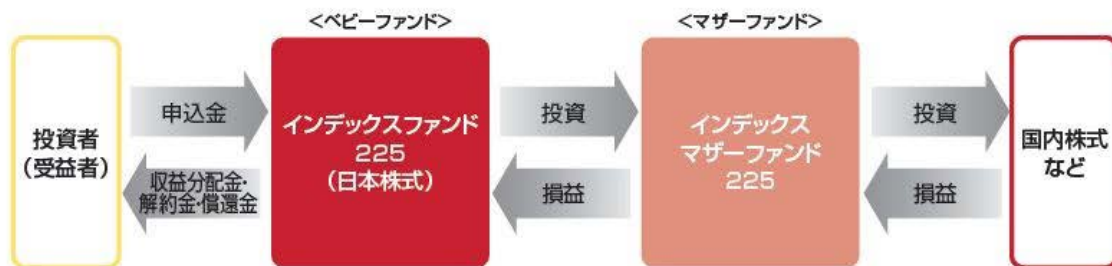 <ベビーファンド>
<マザーファンド>
投資者
(受益者)
申込金
収益分配金・
解約金・償還金
インデックスファンド
225
(日本株式)
投資
損益
インデックス
マザーファンド
225
投資
損益
国内株式
など